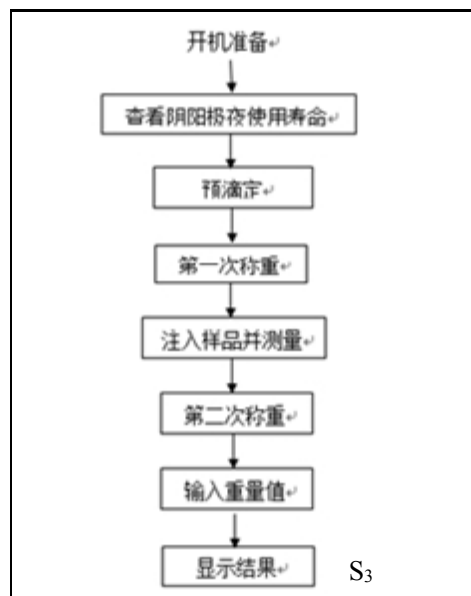 开机准备
查看阴阳极夜使用寿命
预滴定
第一次称重
注入样品并测量
第二次称重
输入重量值
显示结果
S₃